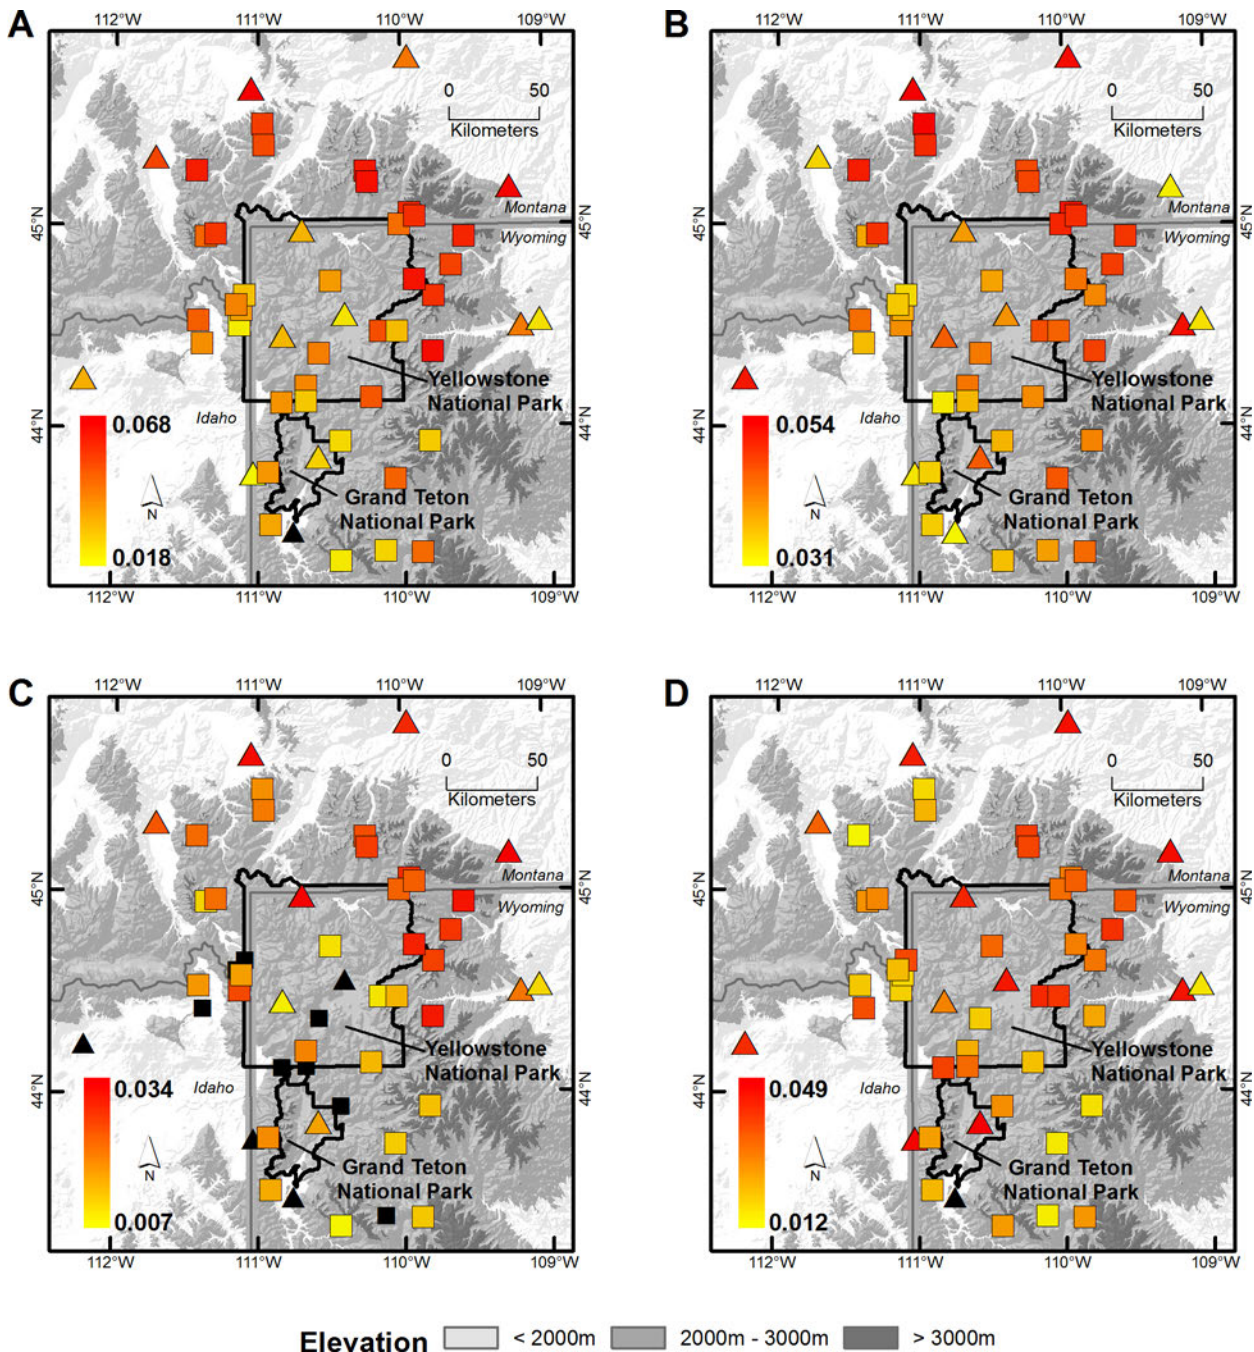 A
112°W 111°W 110°W 109°W
0 50
Kilometers
Montana
Wyoming
45°N 45°N
Yellowstone
National Park
Idaho
44°N 44°N
0.068
N
Grand Teton
National Park
0.018
112°W 111°W 110°W 109°W
B
112°W 111°W 110°W 109°W
0 50
Kilometers
Montana
Wyoming
45°N 45°N
Yellowstone
National Park
Idaho
44°N 44°N
0.054
N
Grand Teton
National Park
0.031
112°W 111°W 110°W 109°W
C
112°W 111°W 110°W 109°W
0 50
Kilometers
Montana
Wyoming
45°N 45°N
Yellowstone
National Park
Idaho
44°N 44°N
0.034
N
Grand Teton
National Park
0.007
112°W 111°W 110°W 109°W
D
112°W 111°W 110°W 109°W
0 50
Kilometers
Montana
Wyoming
45°N 45°N
Yellowstone
National Park
Idaho
44°N 44°N
0.049
N
Grand Teton
National Park
0.012
112°W 111°W 110°W 109°W
Elevation < 2000m 2000m - 3000m > 3000m